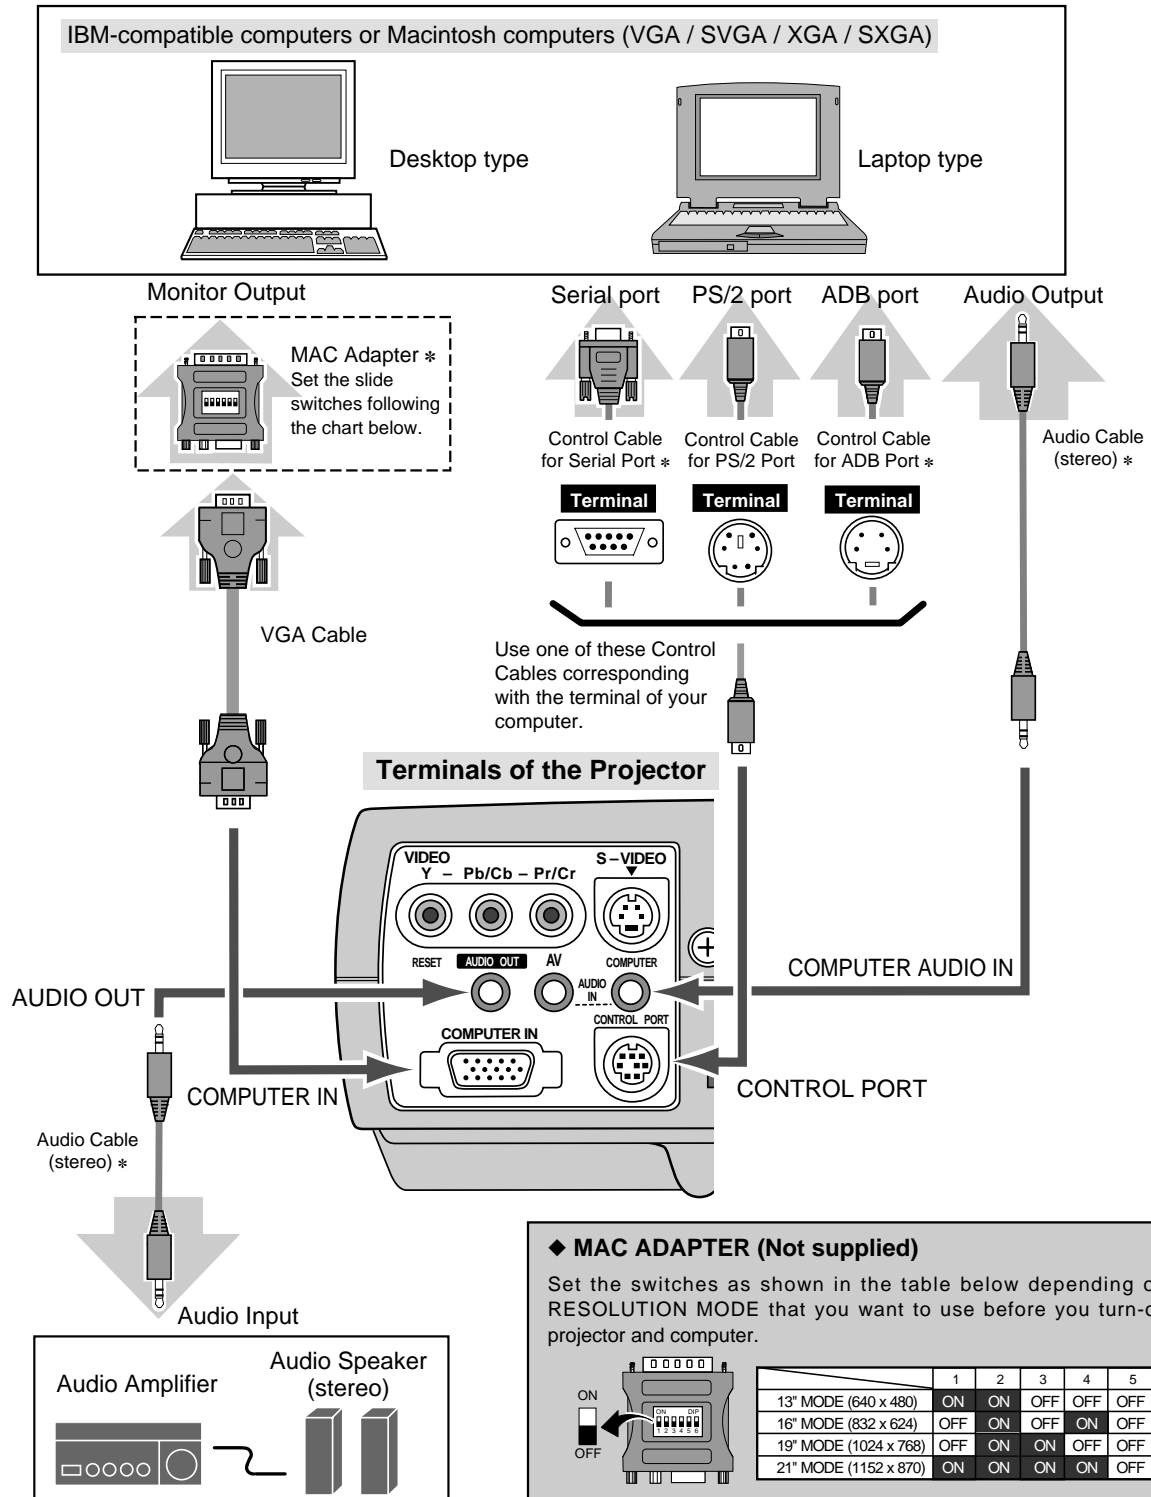 IBM-compatible computers or Macintosh computers (VGA / SVGA / XGA / SXGA)
Desktop type
Laptop type
Monitor Output
Serial port
PS/2 port
ADB port
Audio Output
MAC Adapter ✻
Set the slide
switches following
the chart below.
Control Cable
for Serial Port ✻
Control Cable
for PS/2 Port
Control Cable
for ADB Port ✻
Audio Cable
(stereo) ✻
Terminal
Terminal
Terminal
VGA Cable
Use one of these Control
Cables corresponding
with the terminal of your
computer.
Terminals of the Projector
VIDEO
Y – Pb/Cb – Pr/Cr
S–VIDEO
RESET
AUDIO OUT
AV
COMPUTER
AUDIO
IN
CONTROL PORT
COMPUTER IN
COMPUTER AUDIO IN
AUDIO OUT
COMPUTER IN
CONTROL PORT
Audio Cable
(stereo) ✻
Audio Input
Audio Amplifier
Audio Speaker
(stereo)
◆ MAC ADAPTER (Not supplied)
Set the switches as shown in the table below depending
RESOLUTION MODE that you want to use before you
projector and computer.
ON
OFF
ON DIP
1 2 3 4 5 6
1 2 3 4 5
13" MODE (640 x 480) ON ON OFF OFF OFF
16" MODE (832 x 624) OFF ON OFF ON OFF
19" MODE (1024 x 768) OFF ON ON OFF OFF
21" MODE (1152 x 870) ON ON ON ON OFF